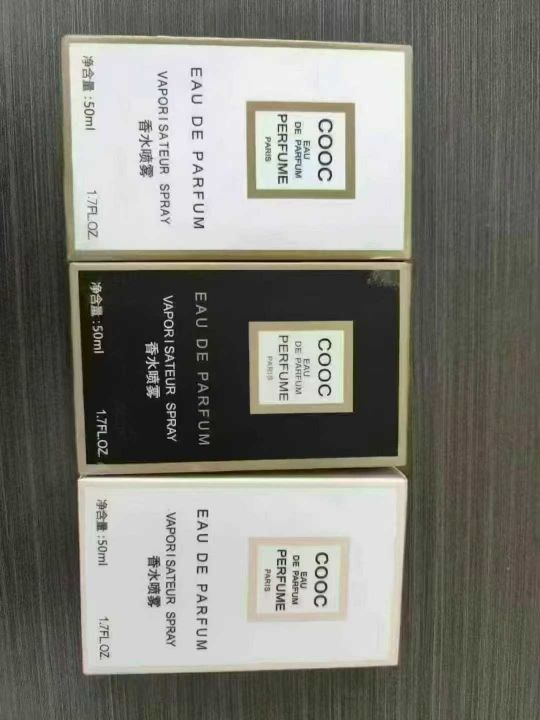 COOC
EAU
DE PARFUM
PERFUME
PARIS
EAU DE PARFUM
VAPORISATEUR SPRAY
香水喷雾
净含量:50ml
1.7FL.OZ.
COOC
EAU
DE PARFUM
PERFUME
PARIS
EAU DE PARFUM
VAPORISATEUR SPRAY
香水喷雾
净含量:50ml
1.7FL.OZ.
COOC
EAU
DE PARFUM
PERFUME
PARIS
EAU DE PARFUM
VAPORISATEUR SPRAY
香水喷雾
净含量:50ml
1.7FL.OZ.